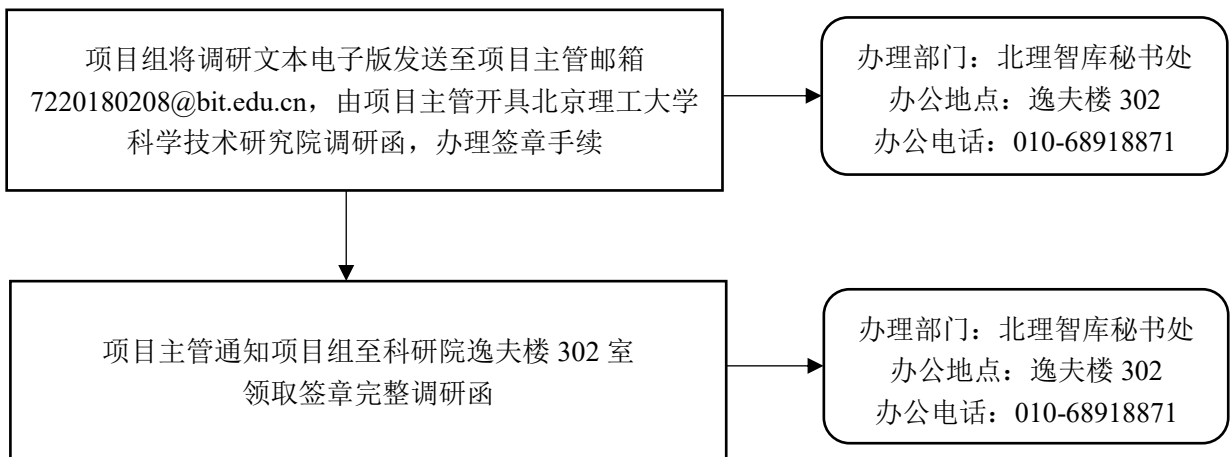 项目组将调研文本电子版发送至项目主管邮箱
7220180208@bit.edu.cn，由项目主管开具北京理工大学
科学技术研究院调研函，办理签章手续
办理部门：北理智库秘书处
办公地点：逸夫楼 302
办公电话：010-68918871
项目主管通知项目组至科研院逸夫楼 302 室
领取签章完整调研函
办理部门：北理智库秘书处
办公地点：逸夫楼 302
办公电话：010-68918871